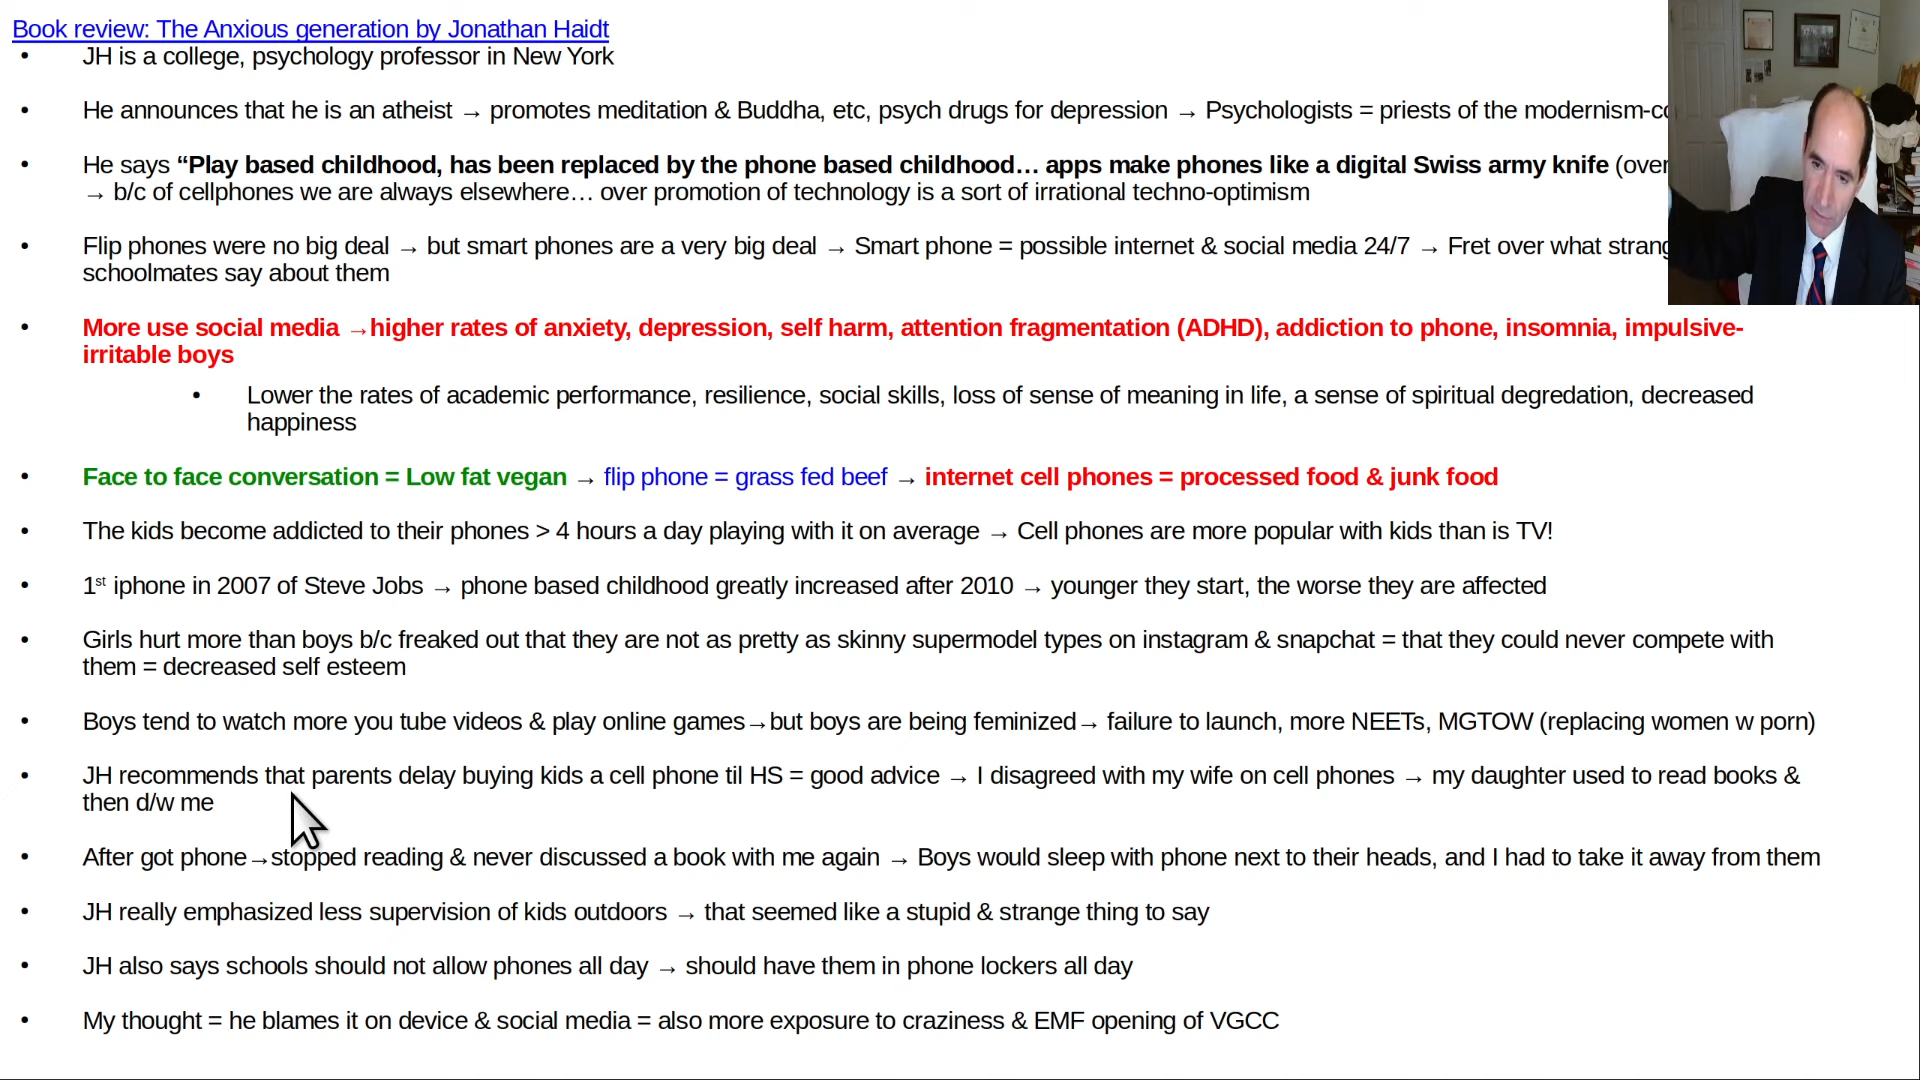 Book review: The Anxious generation by Jonathan Haidt
• JH is a college, psychology professor in New York
• He announces that he is an atheist → promotes meditation & Buddha, etc, psych drugs for depression → Psychologists = priests of the
• He says “Play based childhood, has been replaced by the phone based childhood… apps make phones like a digital Swiss army knife (over
→ b/c of cellphones we are always elsewhere… over promotion of technology is a sort of irrational techno-optimism
• Flip phones were no big deal → but smart phones are a very big deal → Smart phone = possible internet & social media 24/7 → Fret over what
schoolmates say about them
• More use social media →higher rates of anxiety, depression, self harm, attention fragmentation (ADHD), addiction to phone, insomnia, impulsive-
irritable boys
• Lower the rates of academic performance, resilience, social skills, loss of sense of meaning in life, a sense of spiritual degredation, decreased
happiness
• Face to face conversation = Low fat vegan → flip phone = grass fed beef → internet cell phones = processed food & junk food
• The kids become addicted to their phones > 4 hours a day playing with it on average → Cell phones are more popular with kids than is TV!
• 1st iphone in 2007 of Steve Jobs → phone based childhood greatly increased after 2010 → younger they start, the worse they are affected
• Girls hurt more than boys b/c freaked out that they are not as pretty as skinny supermodel types on instagram & snapchat = that they could never compete with
them = decreased self esteem
• Boys tend to watch more you tube videos & play online games→but boys are being feminized→ failure to launch, more NEETs, MGTOW (replacing women w porn)
• JH recommends that parents delay buying kids a cell phone til HS = good advice → I disagreed with my wife on cell phones → my daughter used to read books &
then d/w me
• After got phone→stopped reading & never discussed a book with me again → Boys would sleep with phone next to their heads, and I had to take it away from them
• JH really emphasized less supervision of kids outdoors → that seemed like a stupid & strange thing to say
• JH also says schools should not allow phones all day → should have them in phone lockers all day
• My thought = he blames it on device & social media = also more exposure to craziness & EMF opening of VGCC